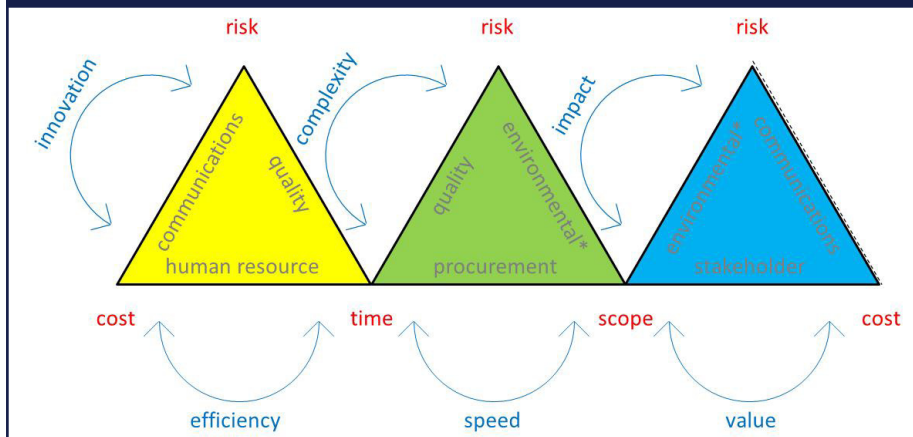 risk
risk
risk
innovation
complexity
impact
communications
quality
human resource
quality
environmental*
procurement
environmental*
communications
stakeholder
cost
time
scope
cost
efficiency
speed
value